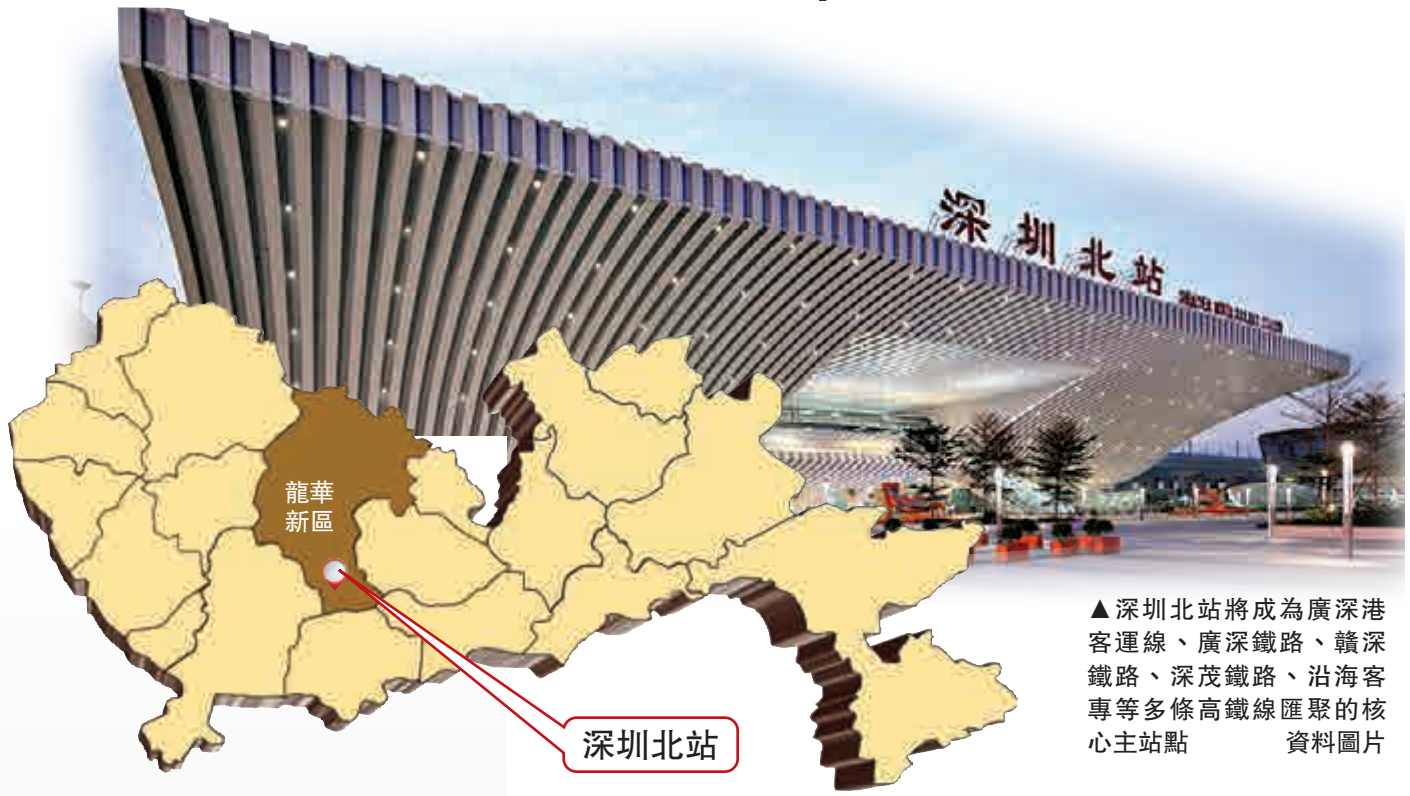 深圳北站
龍華
新區
深圳北站
▲深圳北站將成為廣深港
客運線、廣深鐵路、贛深
鐵路、深茂鐵路、沿海客
專等多條高鐵線匯聚的核
心主站點 資料圖片